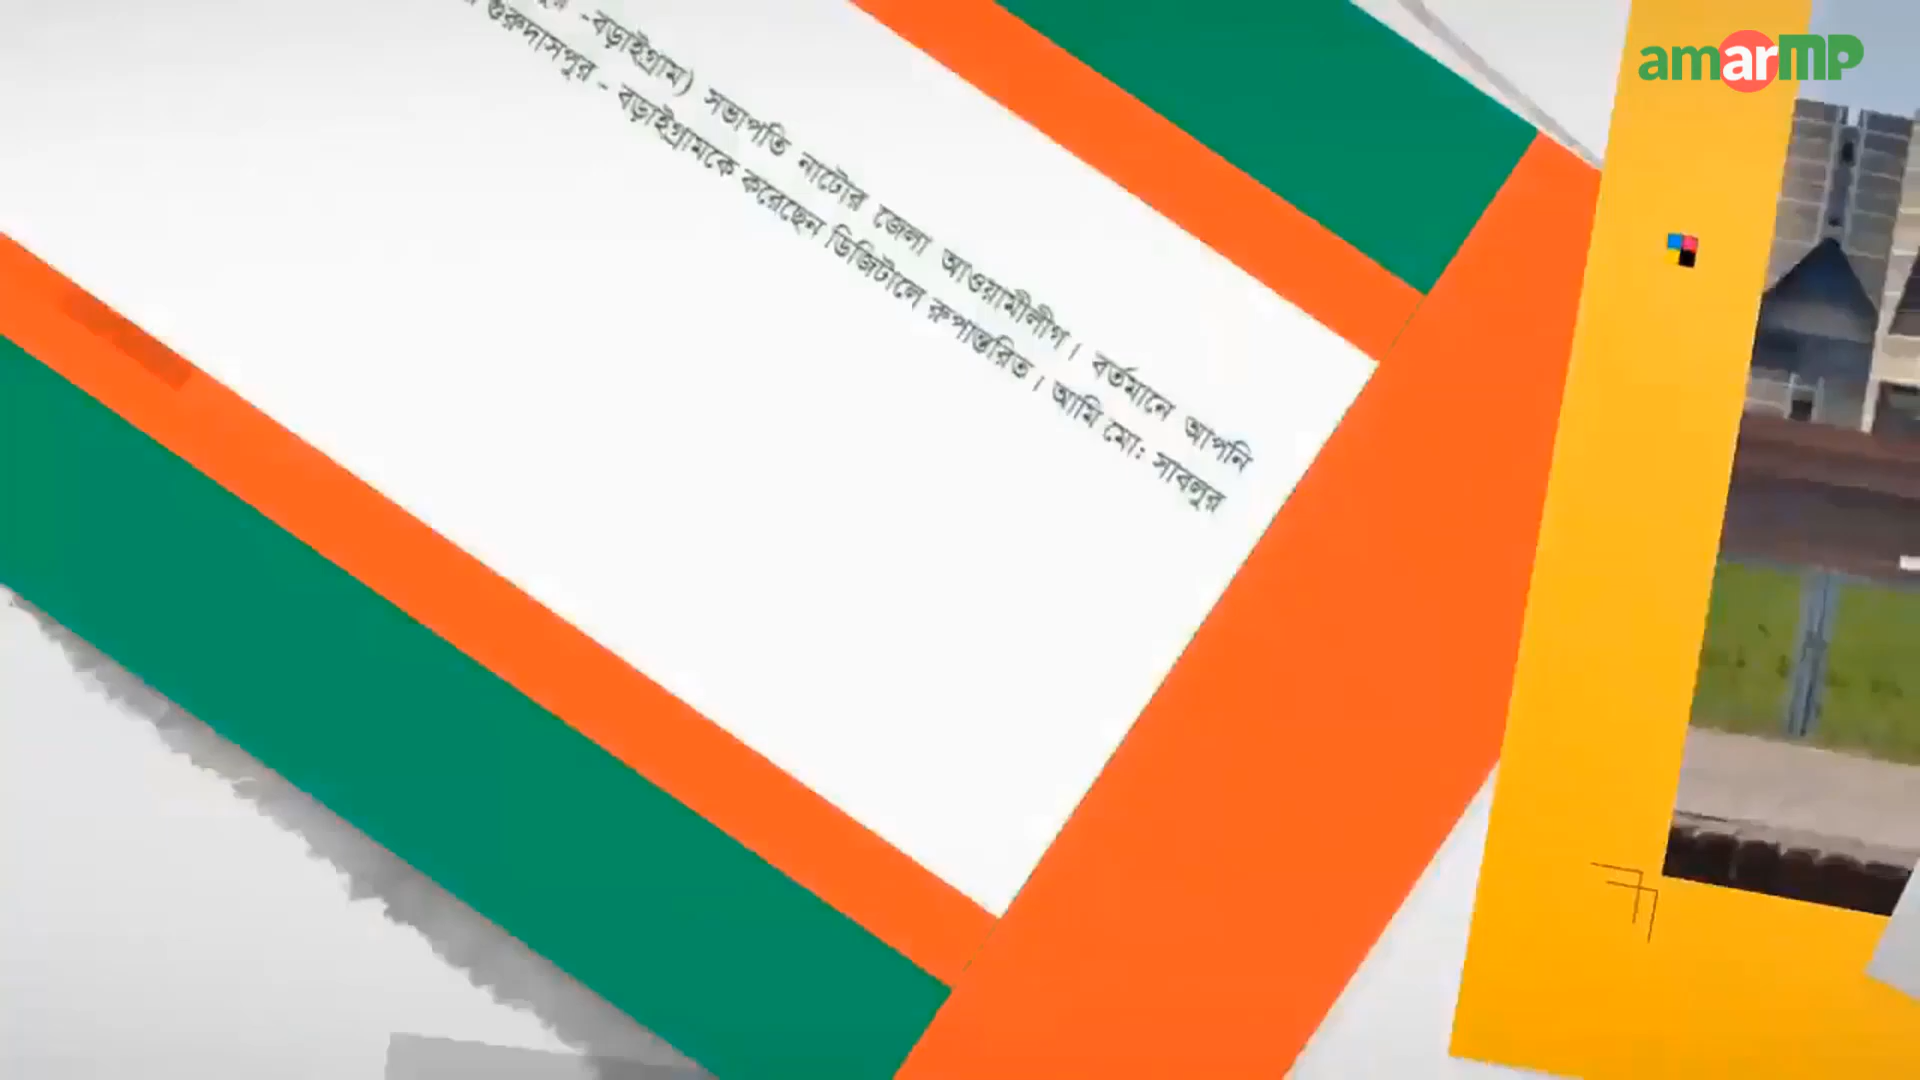 amarMP
-বড়াইগ্রাম) সভাপতি নাটোর জেলা আওয়ামীলীগ। বর্তমানে আপনি
গুরুদাসপুর - বড়াইগ্রামকে করেছেন ডিজিটালে রুপান্তরিত। আমি মো: সাবলুর